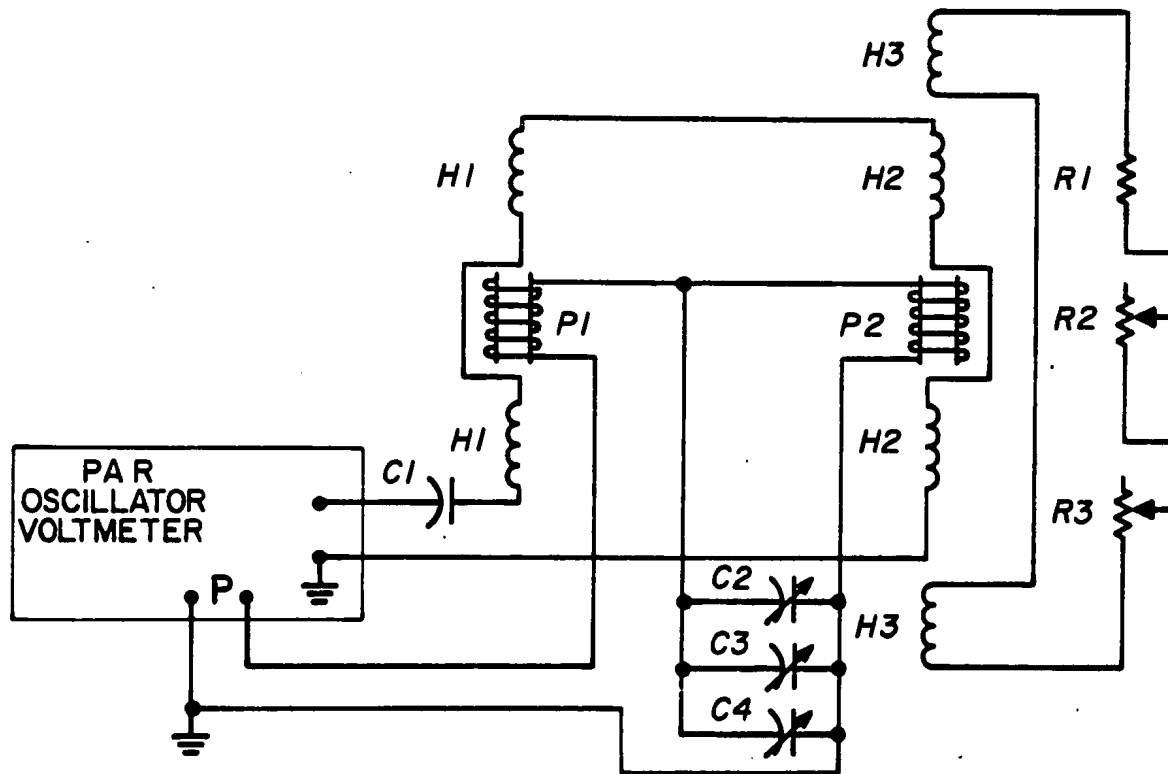 H3
H1
H2
R1
P1
P2
R2
H1
H2
PAR
OSCILLATOR
VOLTMETER
C1
R3
P
C2
H3
C3
C4